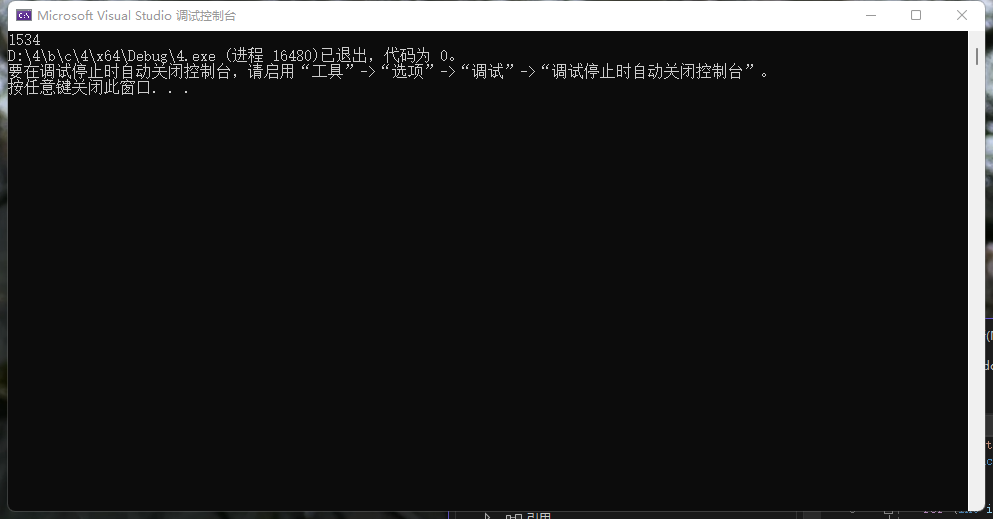 Microsoft Visual Studio 调试控制台
1534
D:\4\b\c\4\x64\Debug\4.exe (进程 16480)已退出，代码为 0。
要在调试停止时自动关闭控制台，请启用“工具”->“选项”->“调试”->“调试停止时自动关闭控制台”。
按任意键关闭此窗口. . .
引用